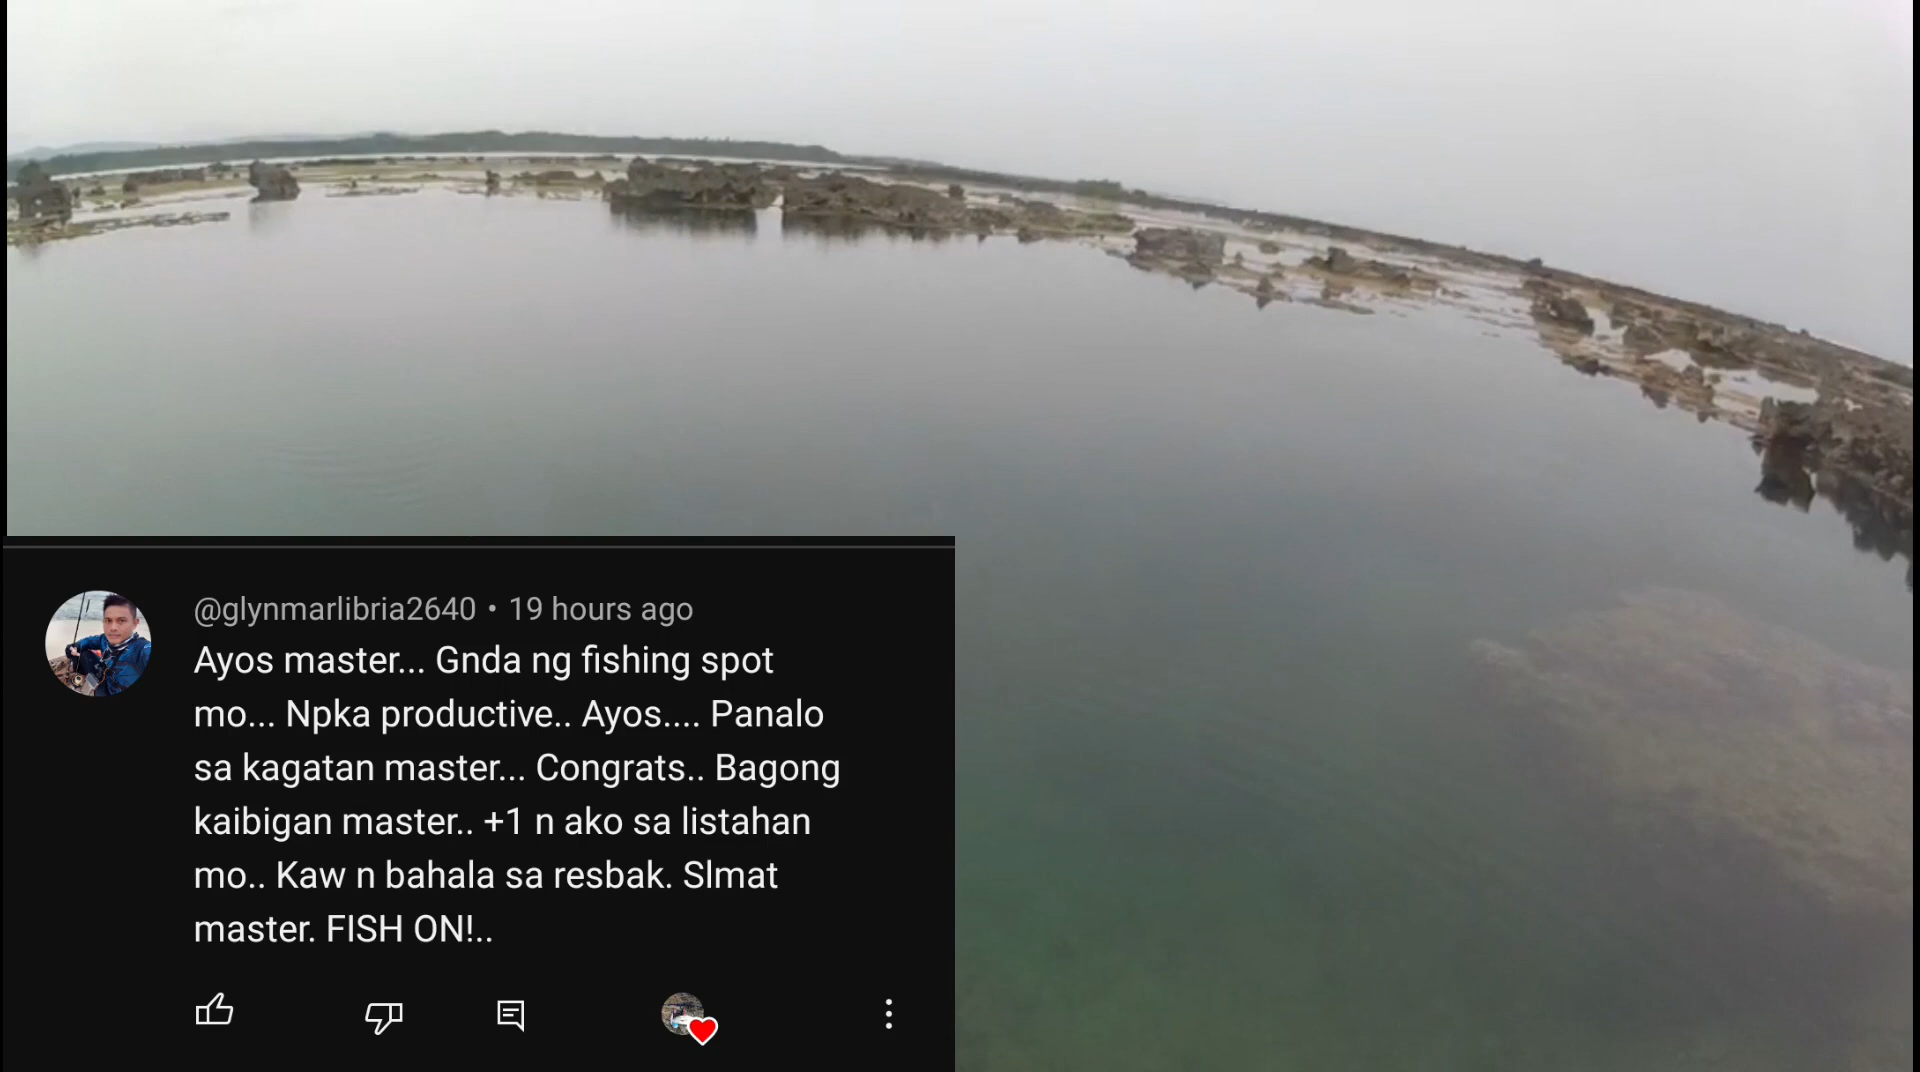 @glynmarlibria2640 • 19 hours ago
Ayos master... Gnda ng fishing spot
mo... Npka productive.. Ayos.... Panalo
sa kagatan master... Congrats.. Bagong
kaibigan master.. +1 n ako sa listahan
mo.. Kaw n bahala sa resbak. Slmat
master. FISH ON!..